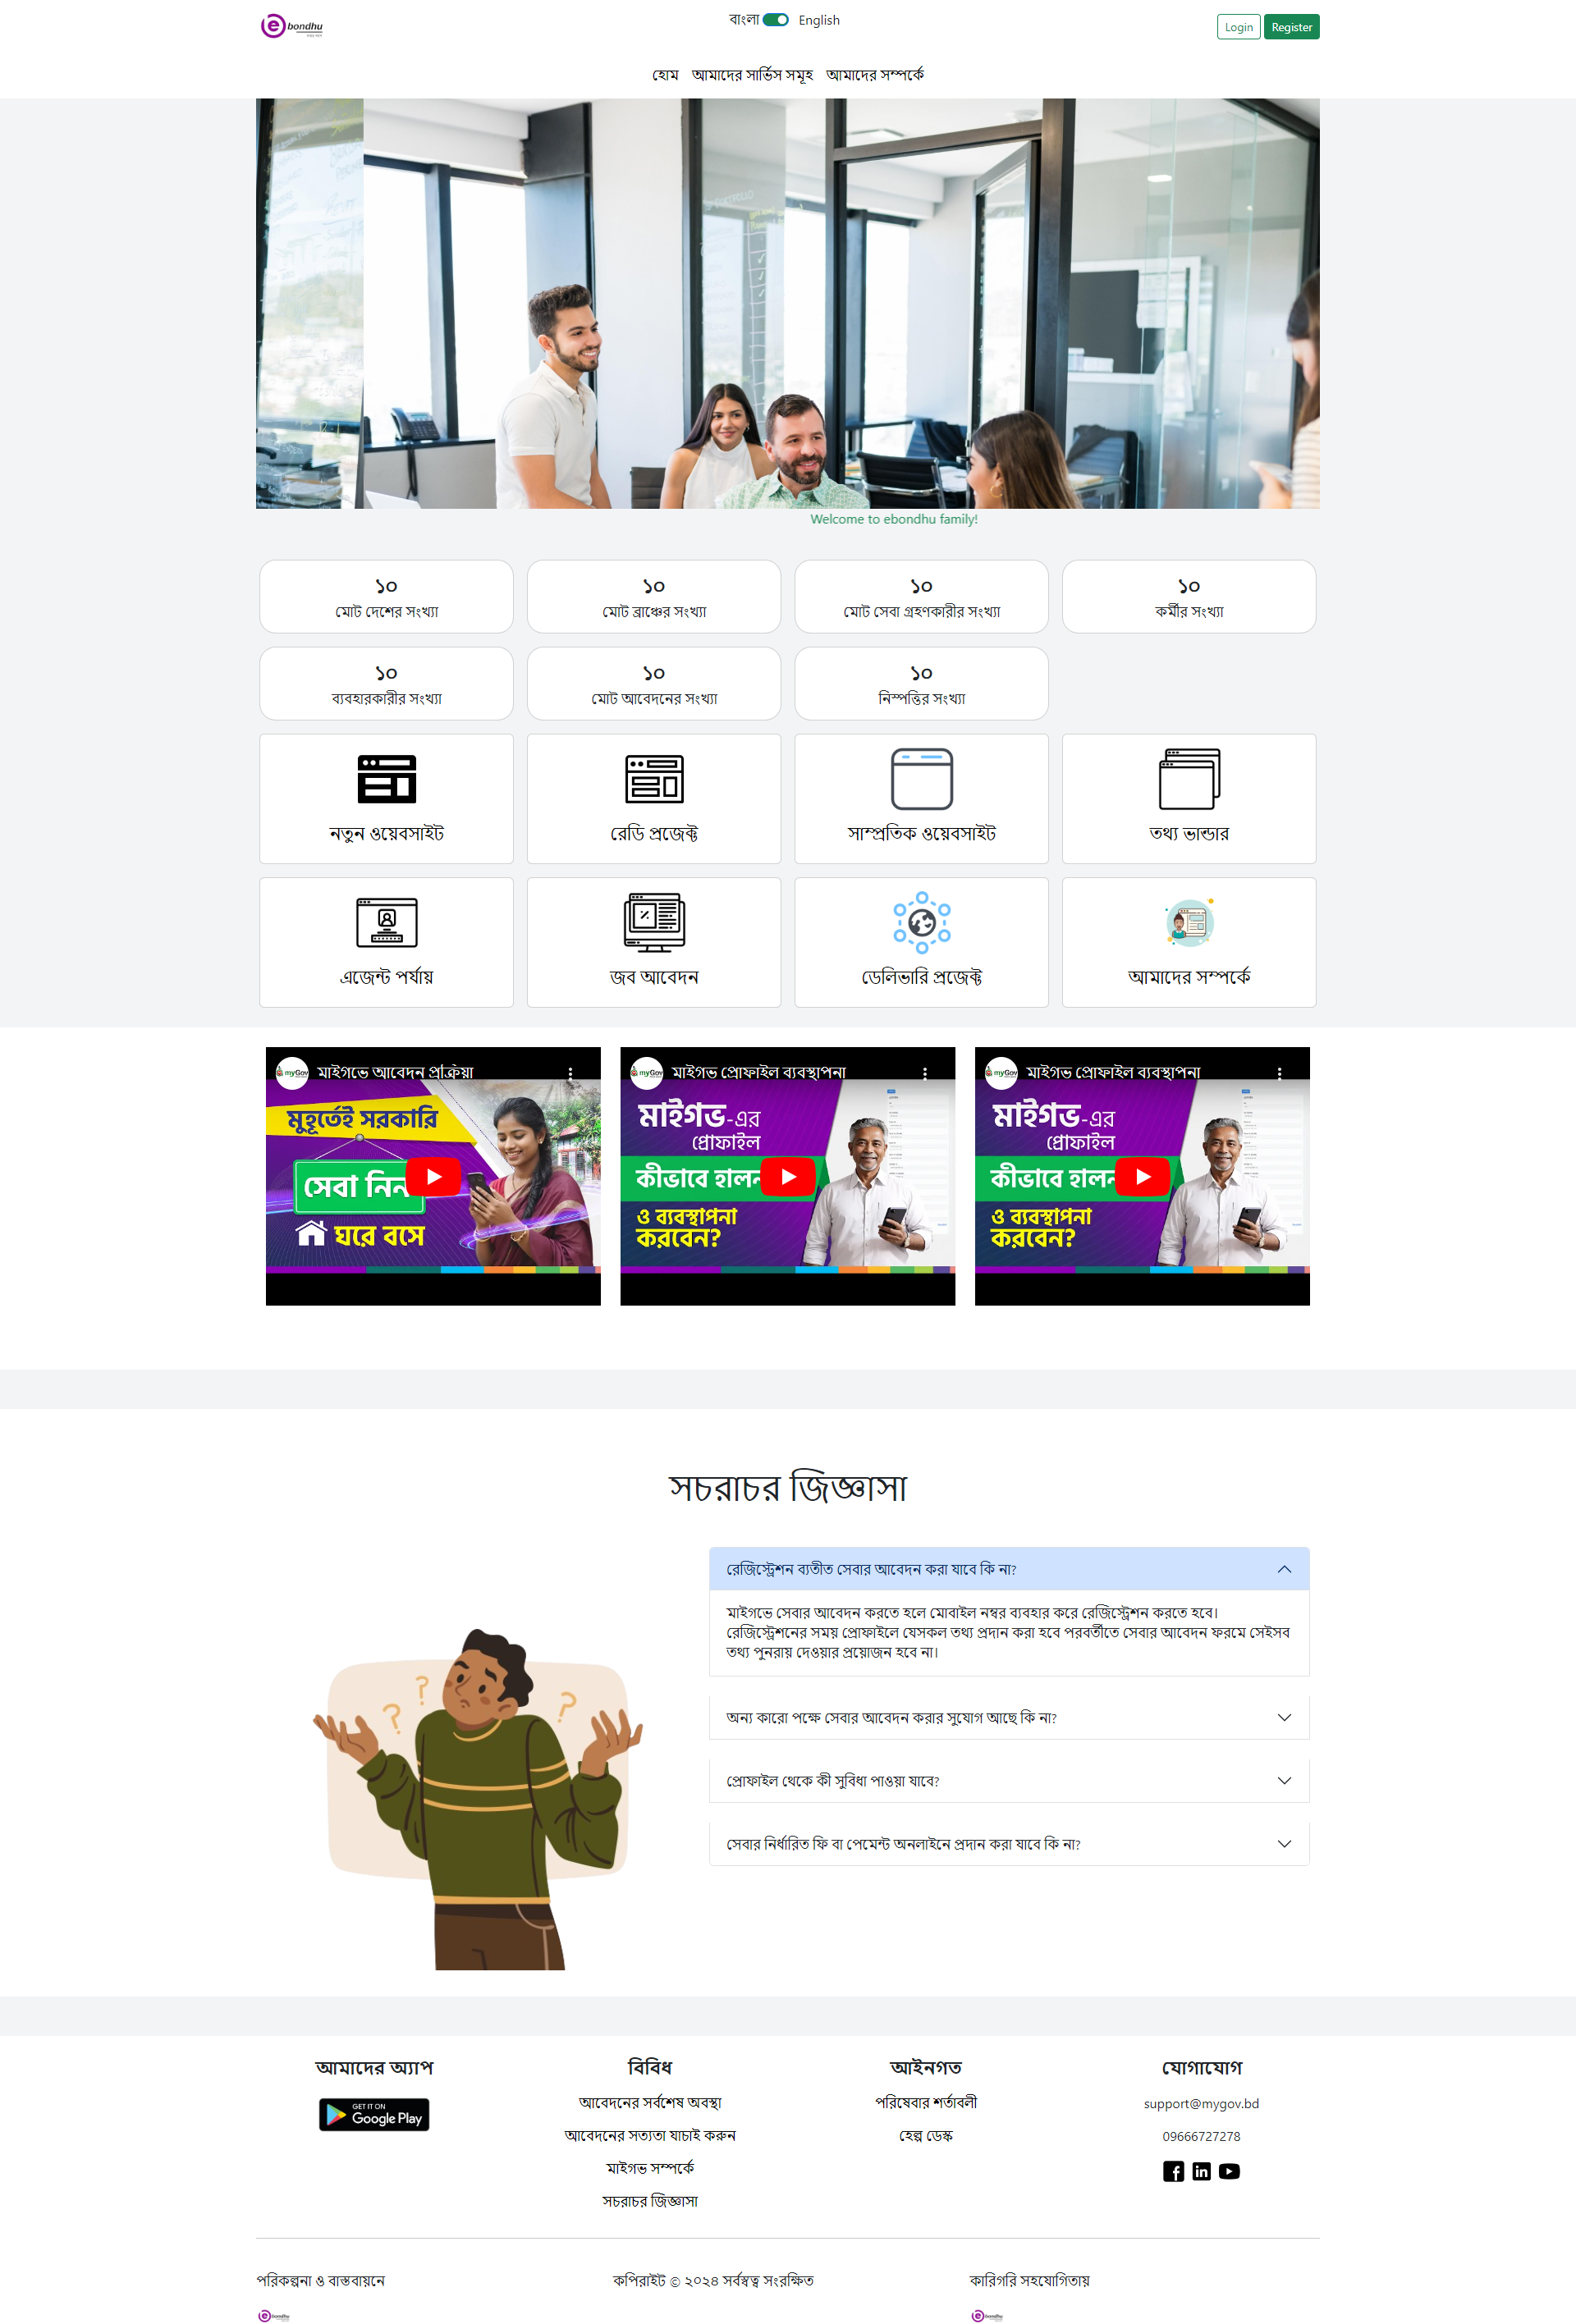 ebondhu
বাংলা English
Login Register
হোম আমাদের সার্ভিস সমূহ আমাদের সম্পর্কে
Welcome to ebondhu family!
১০ ১০ ১০ ১০
মোট দেশের সংখ্যা মোট ব্রাঞ্চের সংখ্যা মোট সেবা গ্রহণকারীর সংখ্যা কর্মীর সংখ্যা
১০ ১০ ১০
ব্যবহারকারীর সংখ্যা মোট আবেদনের সংখ্যা নিস্পত্তির সংখ্যা
নতুন ওয়েবসাইট রেডি প্রজেক্ট সাম্প্রতিক ওয়েবসাইট তথ্য ভান্ডার
এজেন্ট পর্যায় জব আবেদন ডেলিভারি প্রজেক্ট আমাদের সম্পর্কে
myGov মাইগভে আবেদন প্রক্রিয়া
মুহূর্তেই সরকারি
সেবা নিন
ঘরে বসে
myGov মাইগভ প্রোফাইল ব্যবস্থাপনা
মাইগভ-এর
প্রোফাইল
কীভাবে হালন
ও ব্যবস্থাপনা
করবেন?
myGov মাইগভ প্রোফাইল ব্যবস্থাপনা
মাইগভ-এর
প্রোফাইল
কীভাবে হালন
ও ব্যবস্থাপনা
করবেন?
সচরাচর জিজ্ঞাসা
রেজিস্ট্রেশন ব্যতীত সেবার আবেদন করা যাবে কি না?
মাইগভে সেবার আবেদন করতে হলে মোবাইল নম্বর ব্যবহার করে রেজিস্ট্রেশন করতে হবে।
রেজিস্ট্রেশনের সময় প্রোফাইলে যেসকল তথ্য প্রদান করা হবে পরবর্তীতে সেবার আবেদন ফরমে সেইসব
তথ্য পুনরায় দেওয়ার প্রয়োজন হবে না।
অন্য কারো পক্ষে সেবার আবেদন করার সুযোগ আছে কি না?
প্রোফাইল থেকে কী সুবিধা পাওয়া যাবে?
সেবার নির্ধারিত ফি বা পেমেন্ট অনলাইনে প্রদান করা যাবে কি না?
আমাদের অ্যাপ
GET IT ON
Google Play
বিবিধ
আবেদনের সর্বশেষ অবস্থা
আবেদনের সত্যতা যাচাই করুন
মাইগভ সম্পর্কে
সচরাচর জিজ্ঞাসা
আইনগত
পরিষেবার শর্তাবলী
হেল্প ডেস্ক
যোগাযোগ
support@mygov.bd
09666727278
পরিকল্পনা ও বাস্তবায়নে কপিরাইট © ২০২৪ সর্বস্বত্ব সংরক্ষিত কারিগরি সহযোগিতায়
ebondhu ebondhu